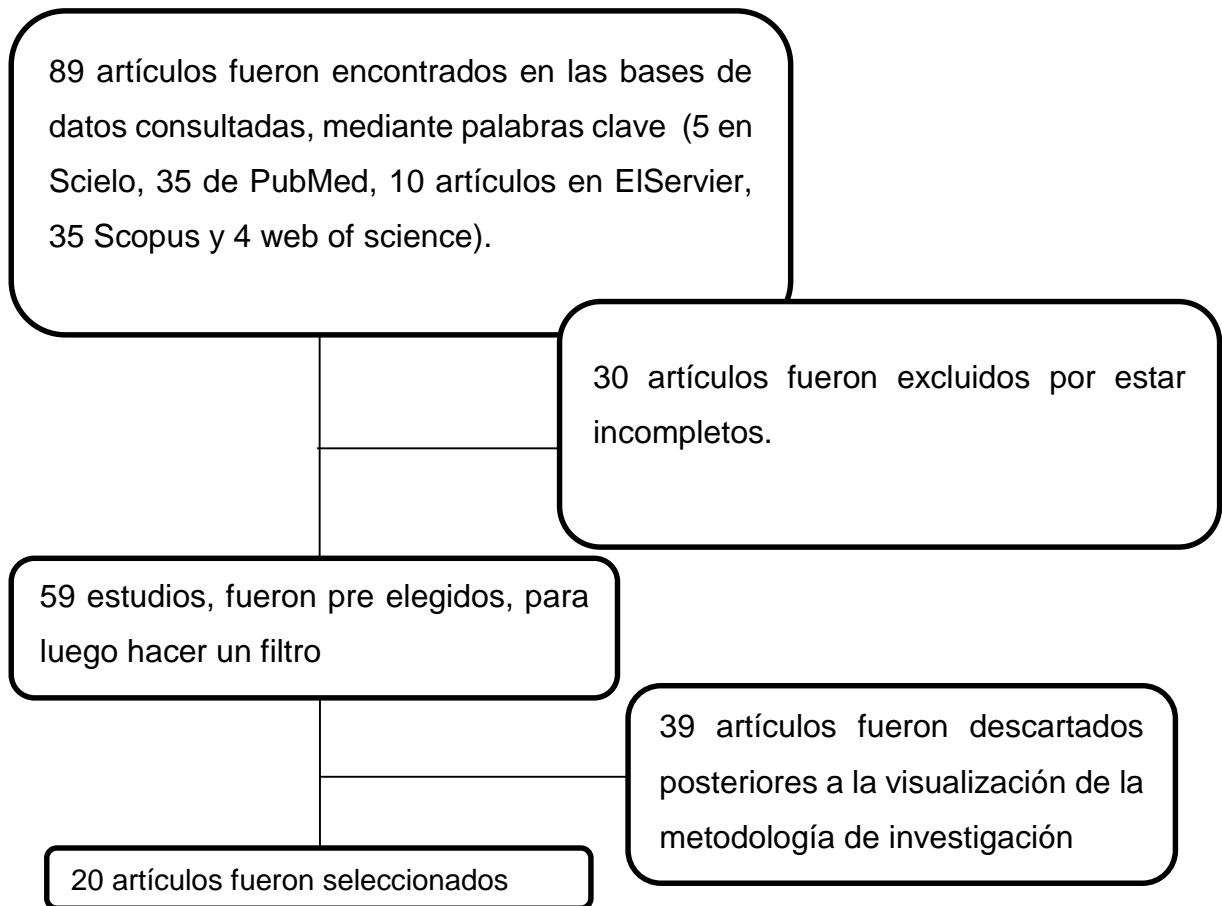 89 artículos fueron encontrados en las bases de
datos consultadas, mediante palabras clave (5 en
Scielo, 35 de PubMed, 10 artículos en ElServier,
35 Scopus y 4 web of science).
30 artículos fueron excluidos por estar
incompletos.
59 estudios, fueron pre elegidos, para
luego hacer un filtro
39 artículos fueron descartados
posteriores a la visualización de la
metodología de investigación
20 artículos fueron seleccionados